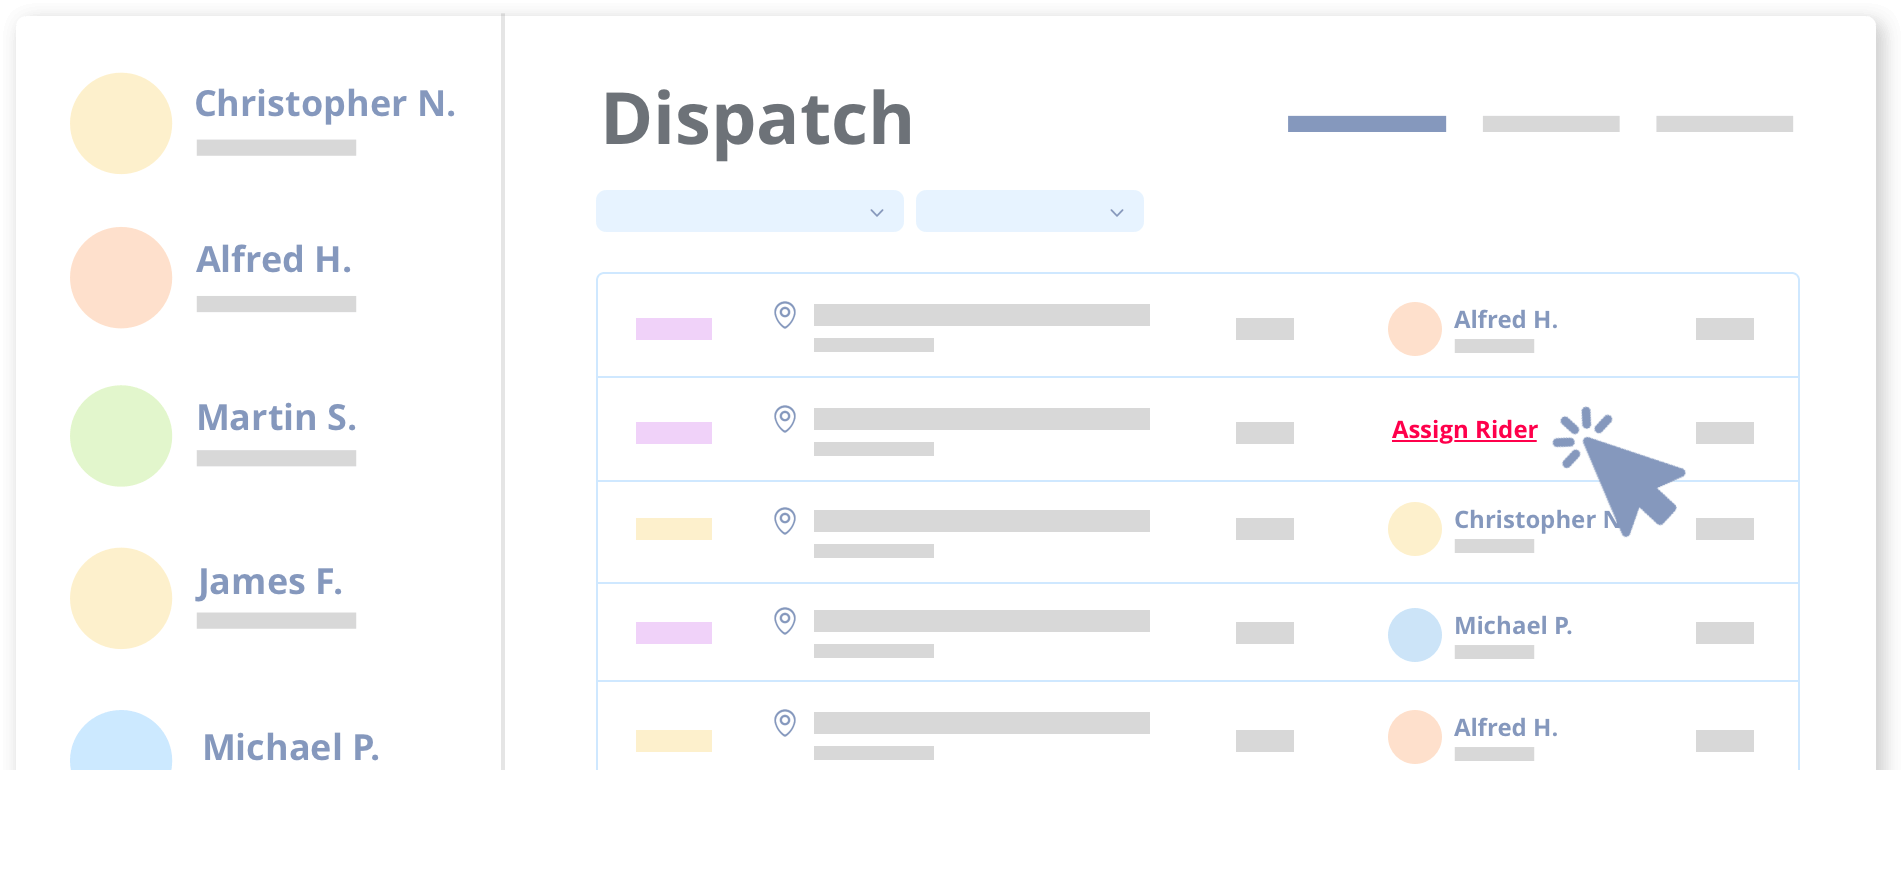 Christopher N.
Alfred H.
Martin S.
James F.
Michael P.
Dispatch
Alfred H.
Assign Rider
Christopher N
Michael P.
Alfred H.